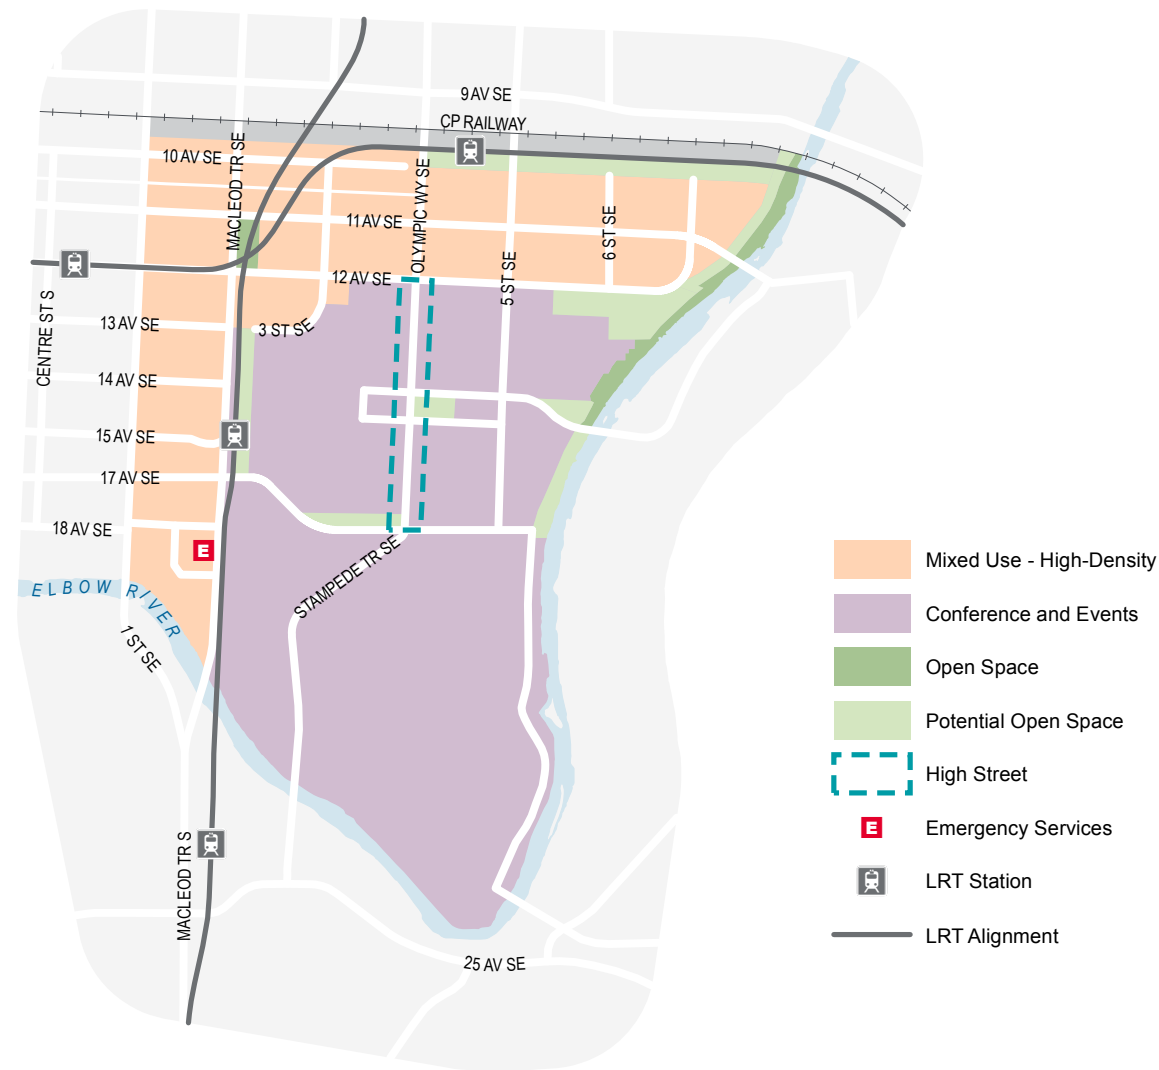 9 AV SE
CP RAILWAY
10 AV SE
MACLEOD TR SE
OLYMPIC WY SE
11 AV SE
6 ST SE
5 ST SE
12 AV SE
CENTRE ST S
13 AV SE
3 ST SE
14 AV SE
15 AV SE
17 AV SE
18 AV SE
E
STAMPEDE TR SE
ELBOW RIVER
1 ST SE
MACLEOD TR S
25 AV SE
Mixed Use - High-Density
Conference and Events
Open Space
Potential Open Space
High Street
E
Emergency Services
LRT Station
LRT Alignment